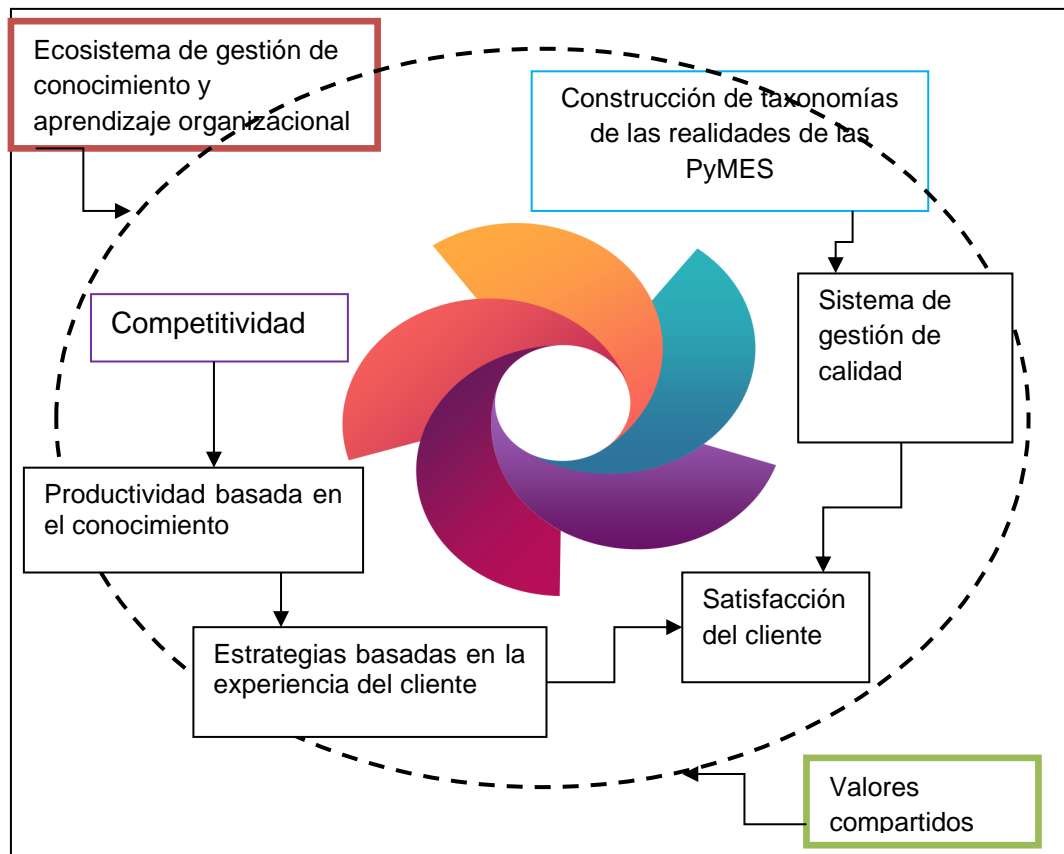 Ecosistema de gestión de
conocimiento y
aprendizaje organizacional
Construcción de taxonomías
de las realidades de las
PyMES
Competitividad
Sistema de
gestión de
calidad
Productividad basada en
el conocimiento
Satisfacción
del cliente
Estrategias basadas en la
experiencia del cliente
Valores
compartidos